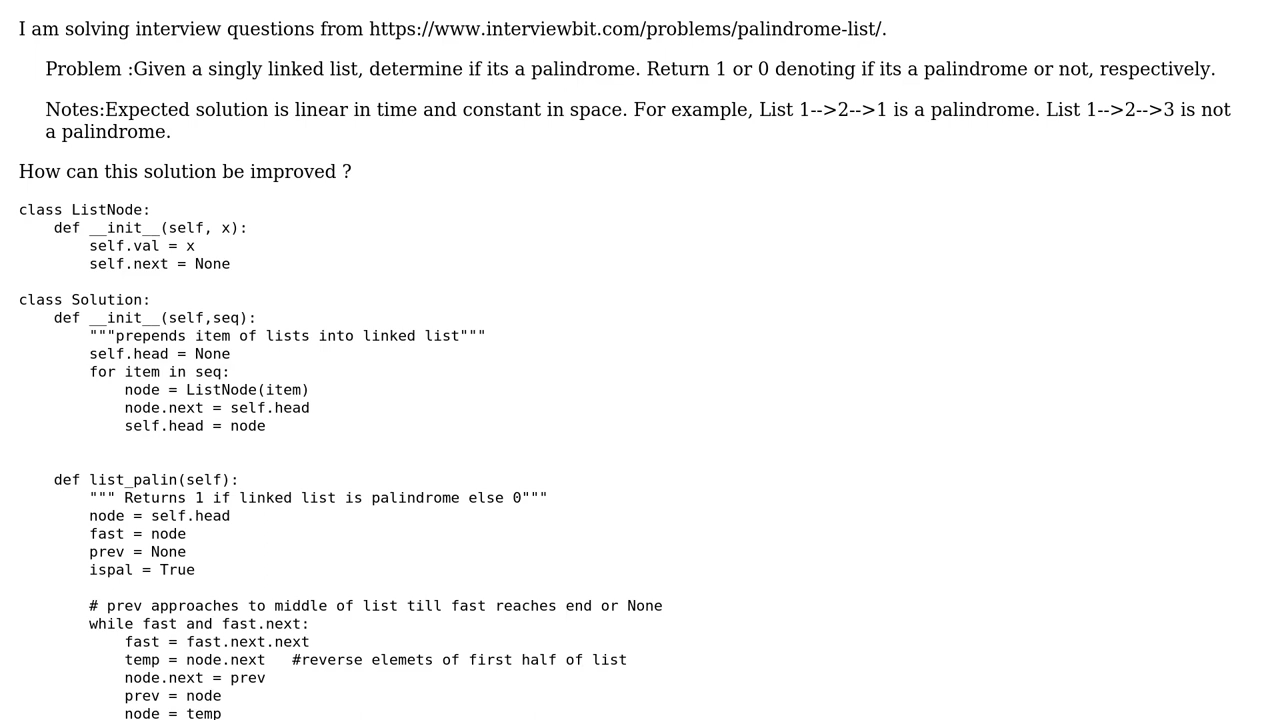 I am solving interview questions from https://www.interviewbit.com/problems/palindrome-list/.
Problem :Given a singly linked list, determine if its a palindrome. Return 1 or 0 denoting if its a palindrome or not, respectively.
Notes:Expected solution is linear in time and constant in space. For example, List 1-->2-->1 is a palindrome. List 1-->2-->3 is not
a palindrome.
How can this solution be improved ?
class ListNode:
    def __init__(self, x):
        self.val = x
        self.next = None
class Solution:
    def __init__(self,seq):
        """prepends item of lists into linked list"""
        self.head = None
        for item in seq:
            node = ListNode(item)
            node.next = self.head
            self.head = node
    def list_palin(self):
        """ Returns 1 if linked list is palindrome else 0"""
        node = self.head
        fast = node
        prev = None
        ispal = True
        # prev approaches to middle of list till fast reaches end or None
        while fast and fast.next:
            fast = fast.next.next
            temp = node.next   #reverse elemets of first half of list
            node.next = prev
            prev = node
            node = temp